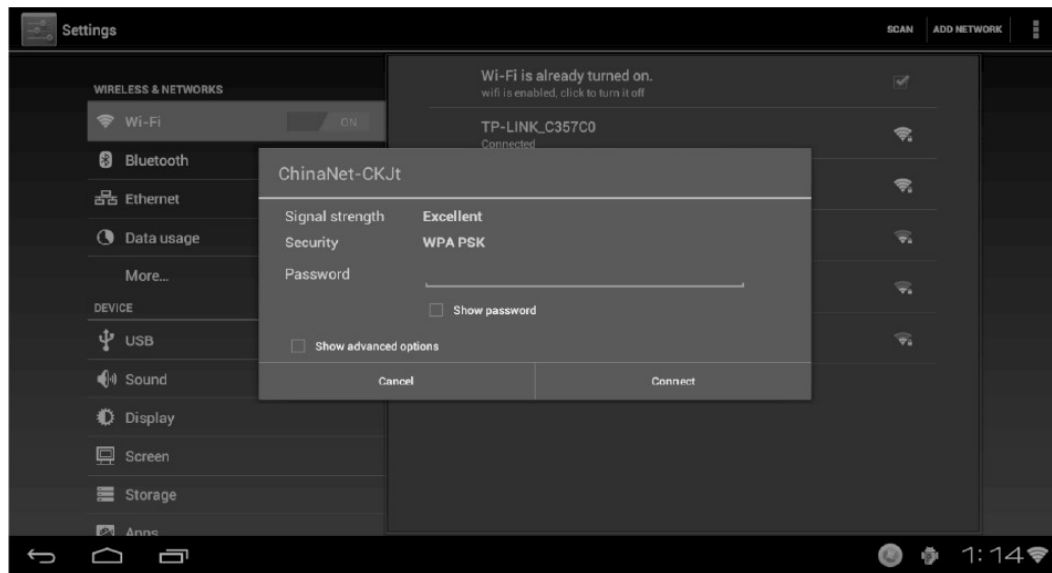 Settings
SCAN
ADD NETWORK
WIRELESS & NETWORKS
Wi-Fi
ON
Bluetooth
Ethernet
Data usage
More...
DEVICE
USB
Sound
Display
Screen
Storage
Apps
Wi-Fi is already turned on.
wifi is enabled, click to turn it off
TP-LINK_C357C0
Connected
ChinaNet-CKJt
Signal strength Excellent
Security WPA PSK
Password
Show password
Show advanced options
Cancel
Connect
1:14